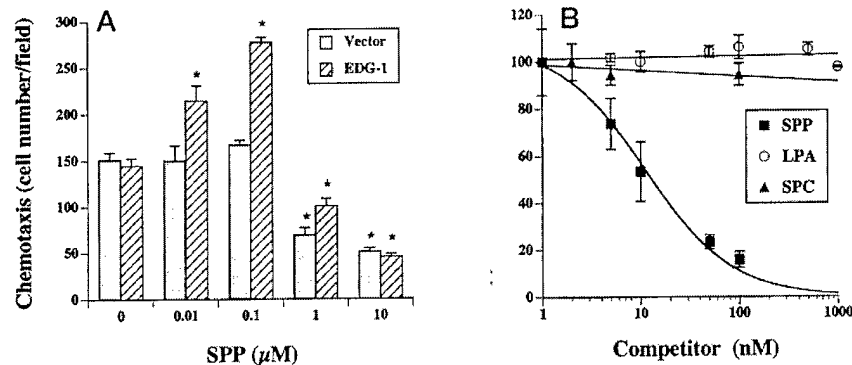 A
Chemotaxis (cell number/field)
300
250
200
150
100
50
0
Vector
EDG-1
*
*
*
*
*
*
0
0.01
0.1
1
10
SPP (µM)
B
120
100
80
60
40
20
0
SPP
LPA
SPC
1
10
100
1000
Competitor (nM)